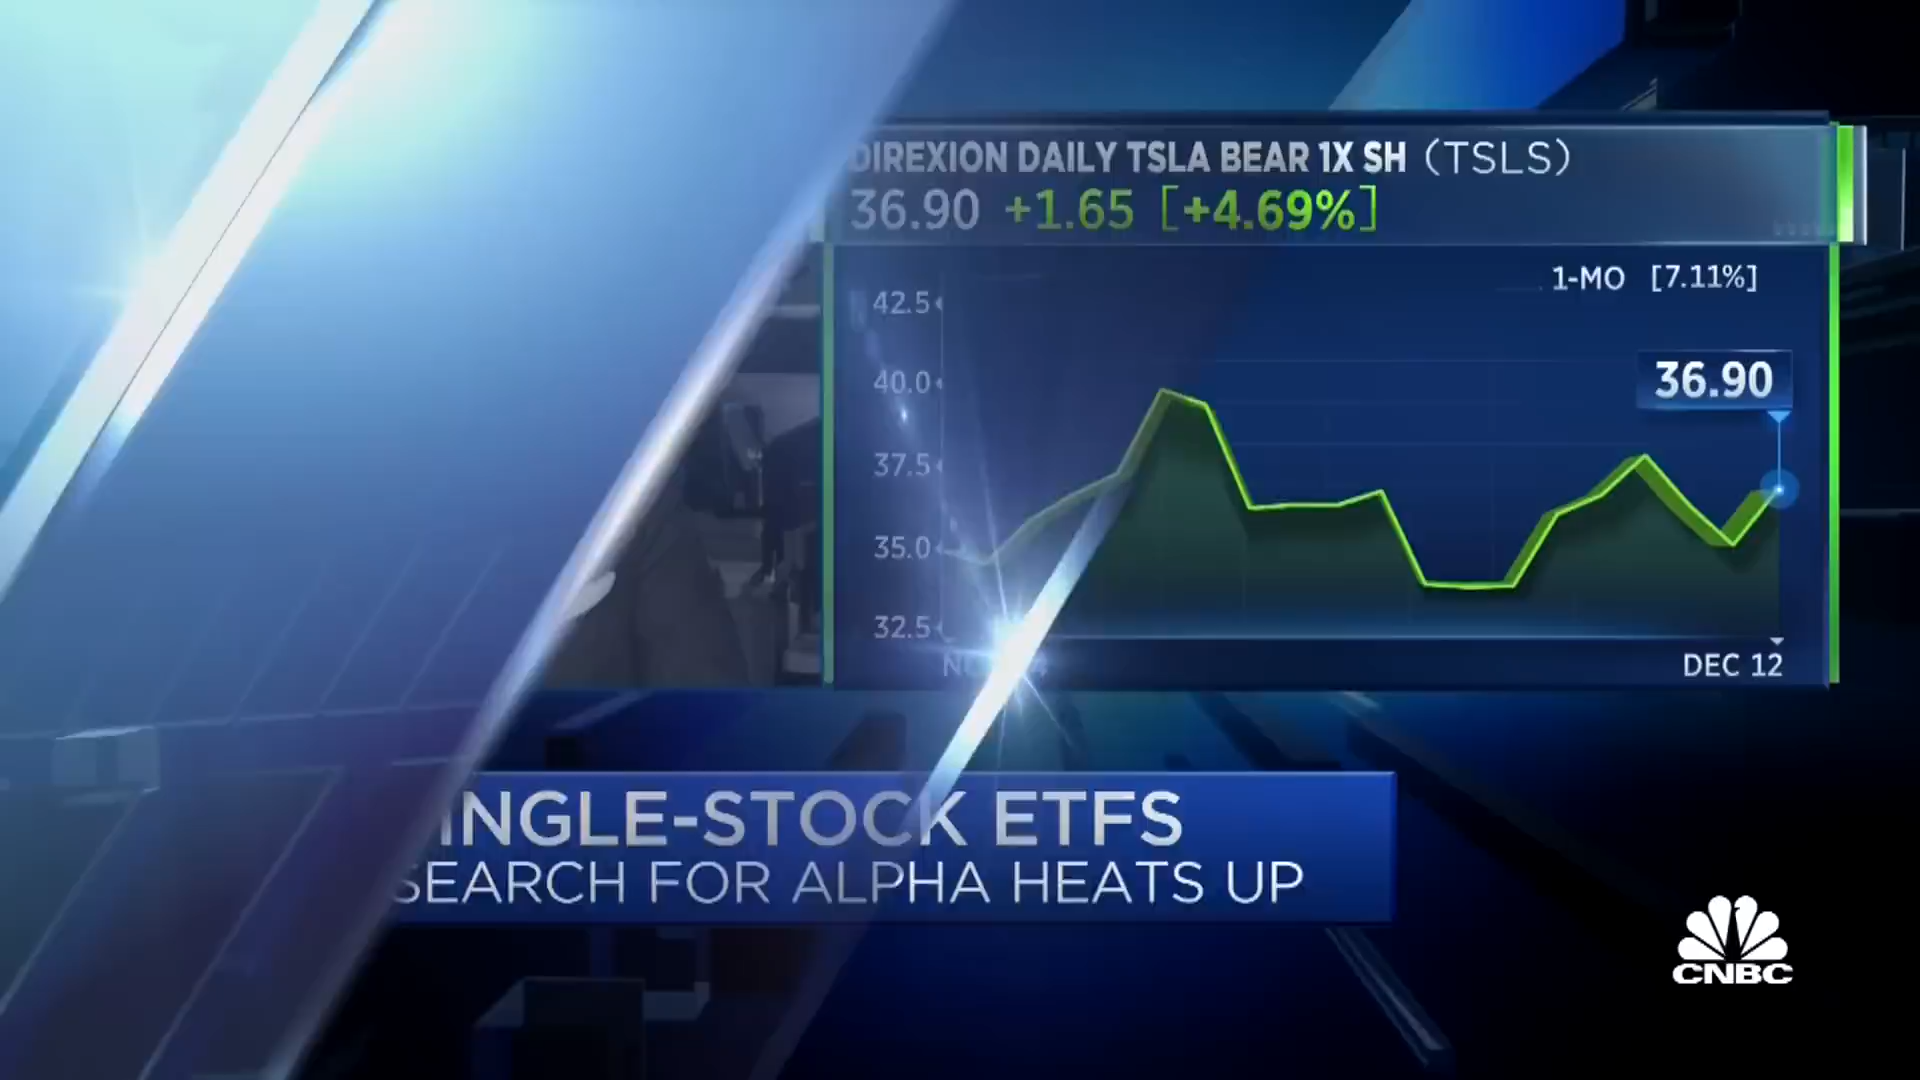 DIREXION DAILY TSLA BEAR 1X SH (TSLS)
36.90 +1.65 [+4.69%]
1-MO [7.11%]
42.5
40.0
37.5
35.0
32.5
36.90
DEC 12
INGLE-STOCK ETFS
SEARCH FOR ALPHA HEATS UP
CNBC